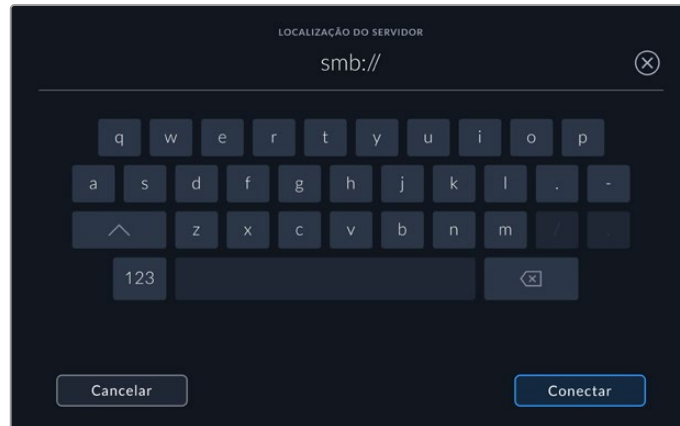 LOCALIZAÇÃO DO SERVIDOR
smb://
q w e r t y u i o p
a s d f g h j k l . -
z x c v b n m / .
123
Cancelar
Conectar